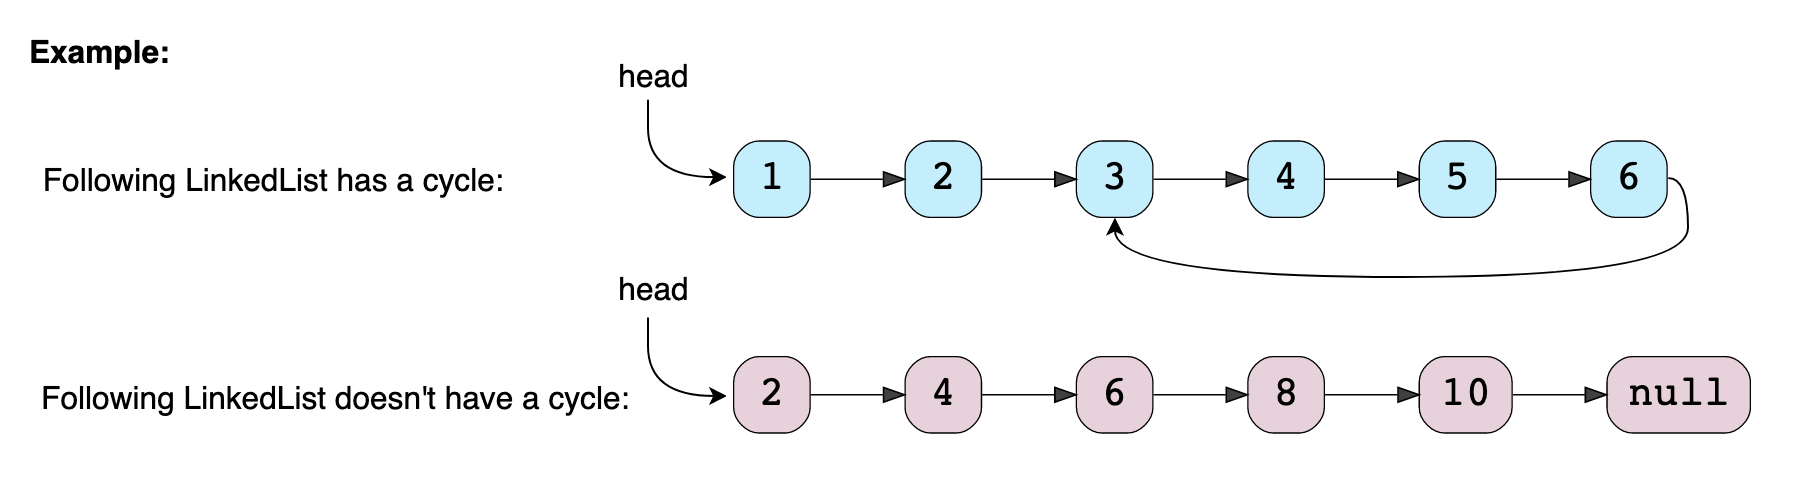 Example:
head
Following LinkedList has a cycle:
1 2 3 4 5 6
head
Following LinkedList doesn't have a cycle:
2 4 6 8 10 null